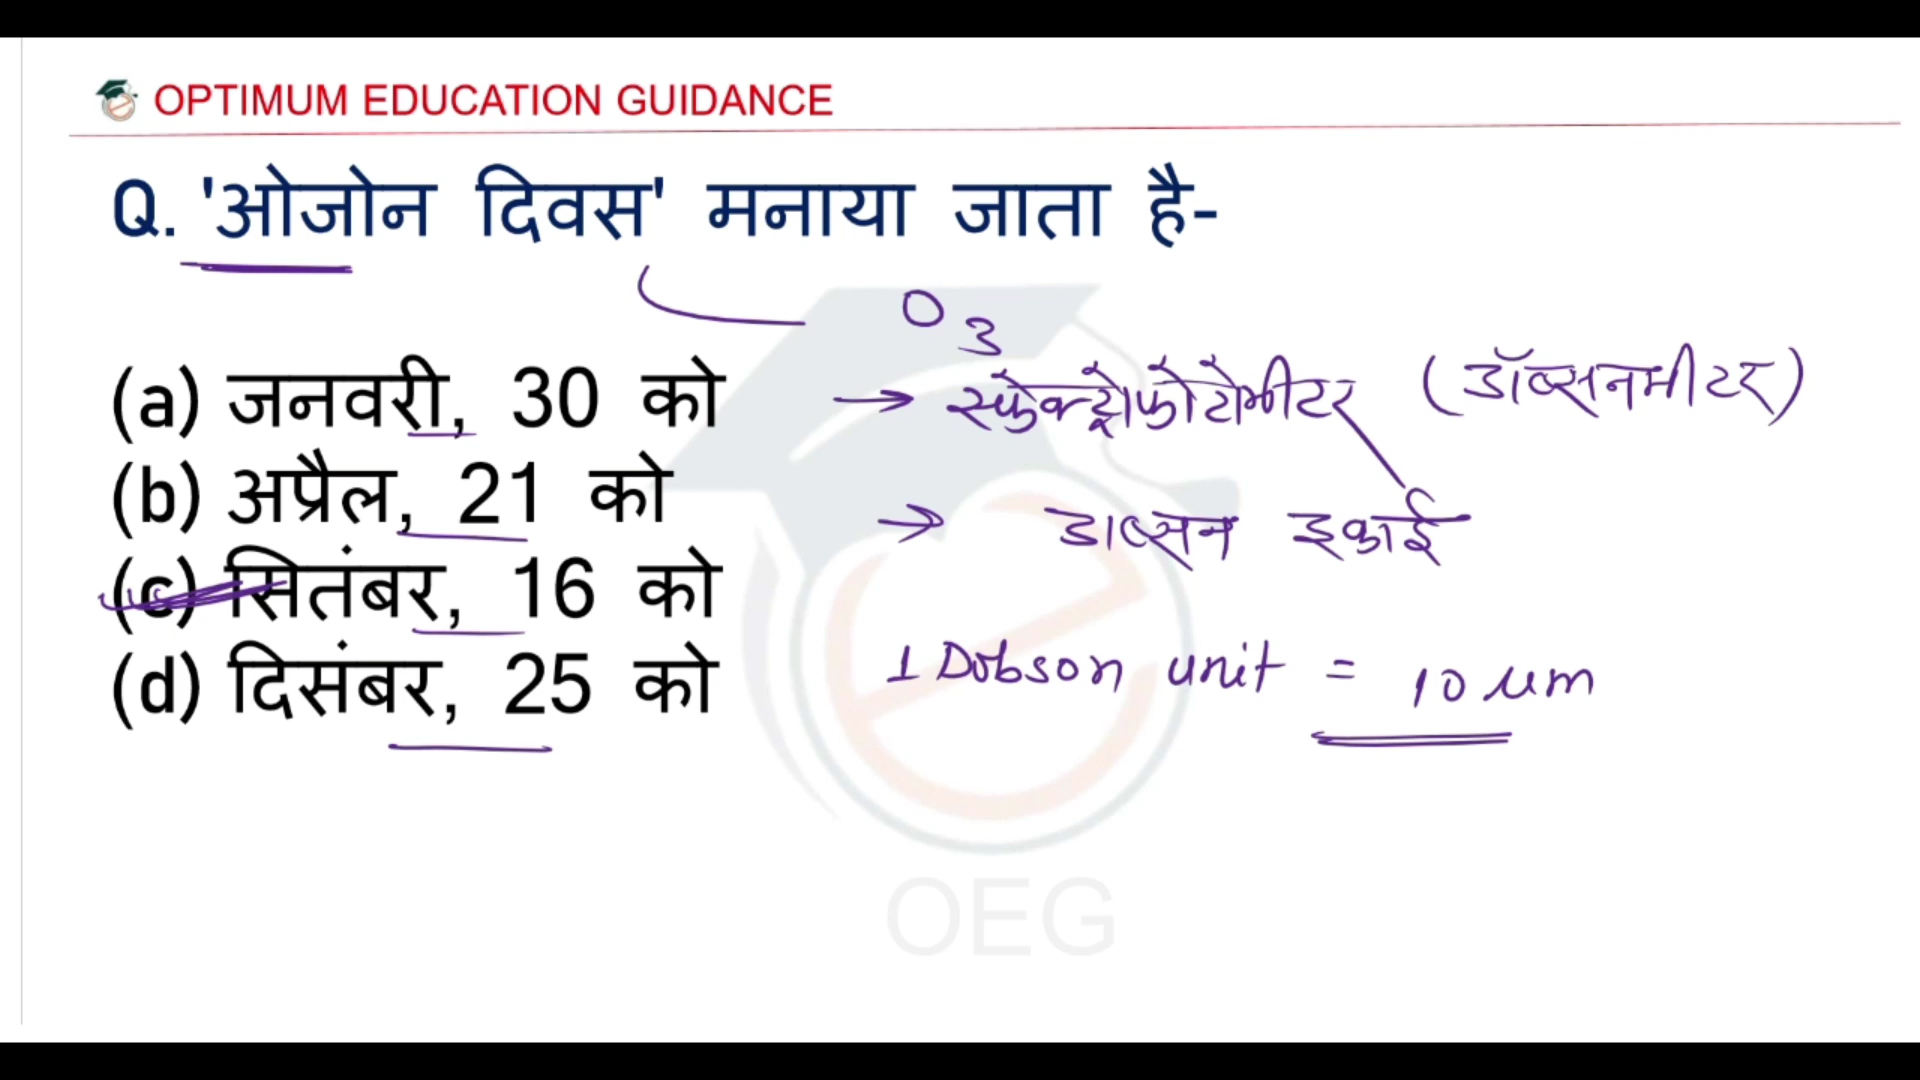 OPTIMUM EDUCATION GUIDANCE
Q. 'ओजोन दिवस' मनाया जाता है-
O3
(a) जनवरी, 30 को
→ स्पेक्ट्रोफोटोमीटर (डॉब्सनमीटर)
(b) अप्रैल, 21 को
→ डाब्सन इकाई
(c) सितंबर, 16 को
(d) दिसंबर, 25 को
1 Dobson unit = 10 μm
OEG